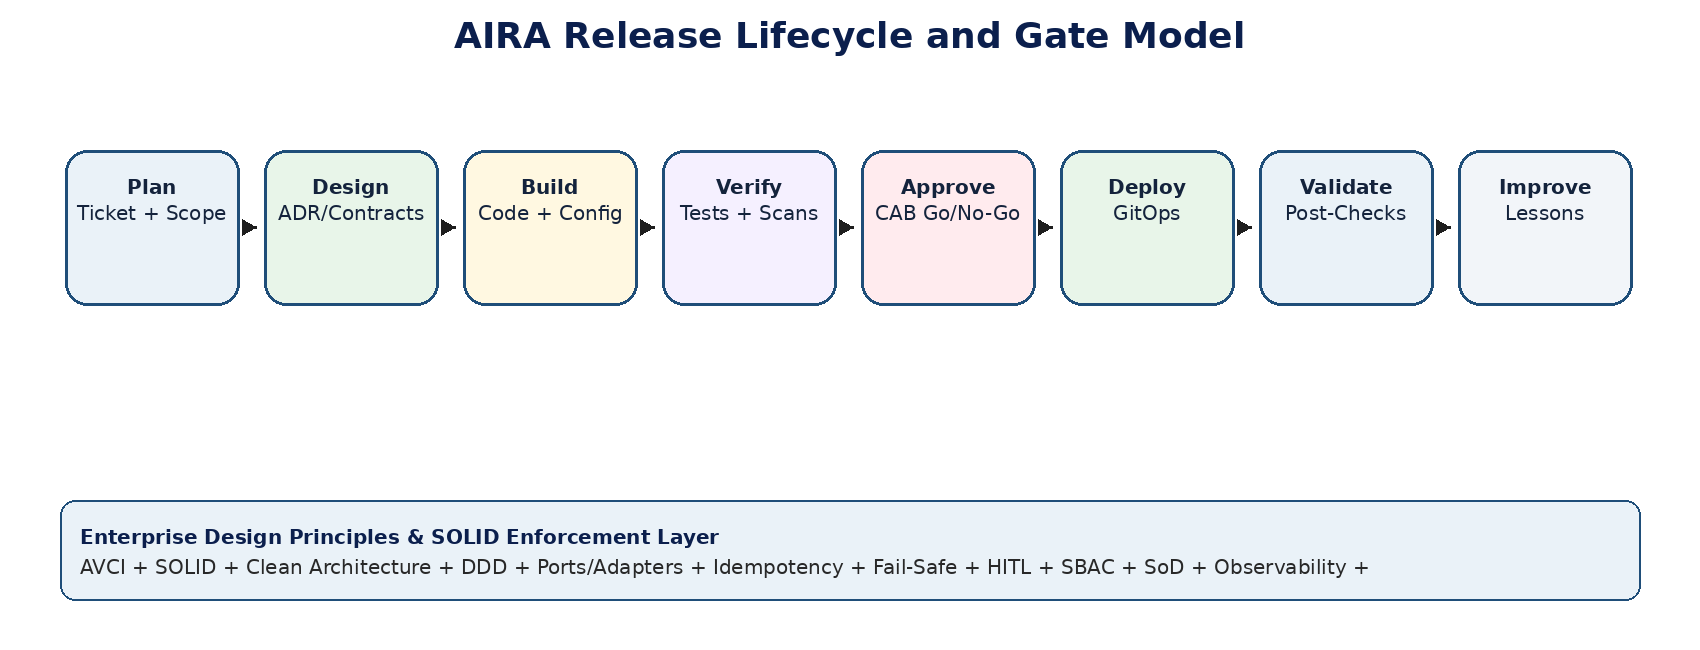 AIRA Release Lifecycle and Gate Model
Plan
Ticket + Scope
Design
ADR/Contracts
Build
Code + Config
Verify
Tests + Scans
Approve
CAB Go/No-Go
Deploy
GitOps
Validate
Post-Checks
Improve
Lessons
Enterprise Design Principles & SOLID Enforcement Layer
AVCI + SOLID + Clean Architecture + DDD + Ports/Adapters + Idempotency + Fail-Safe + HITL + SBAC + SoD + Observability +